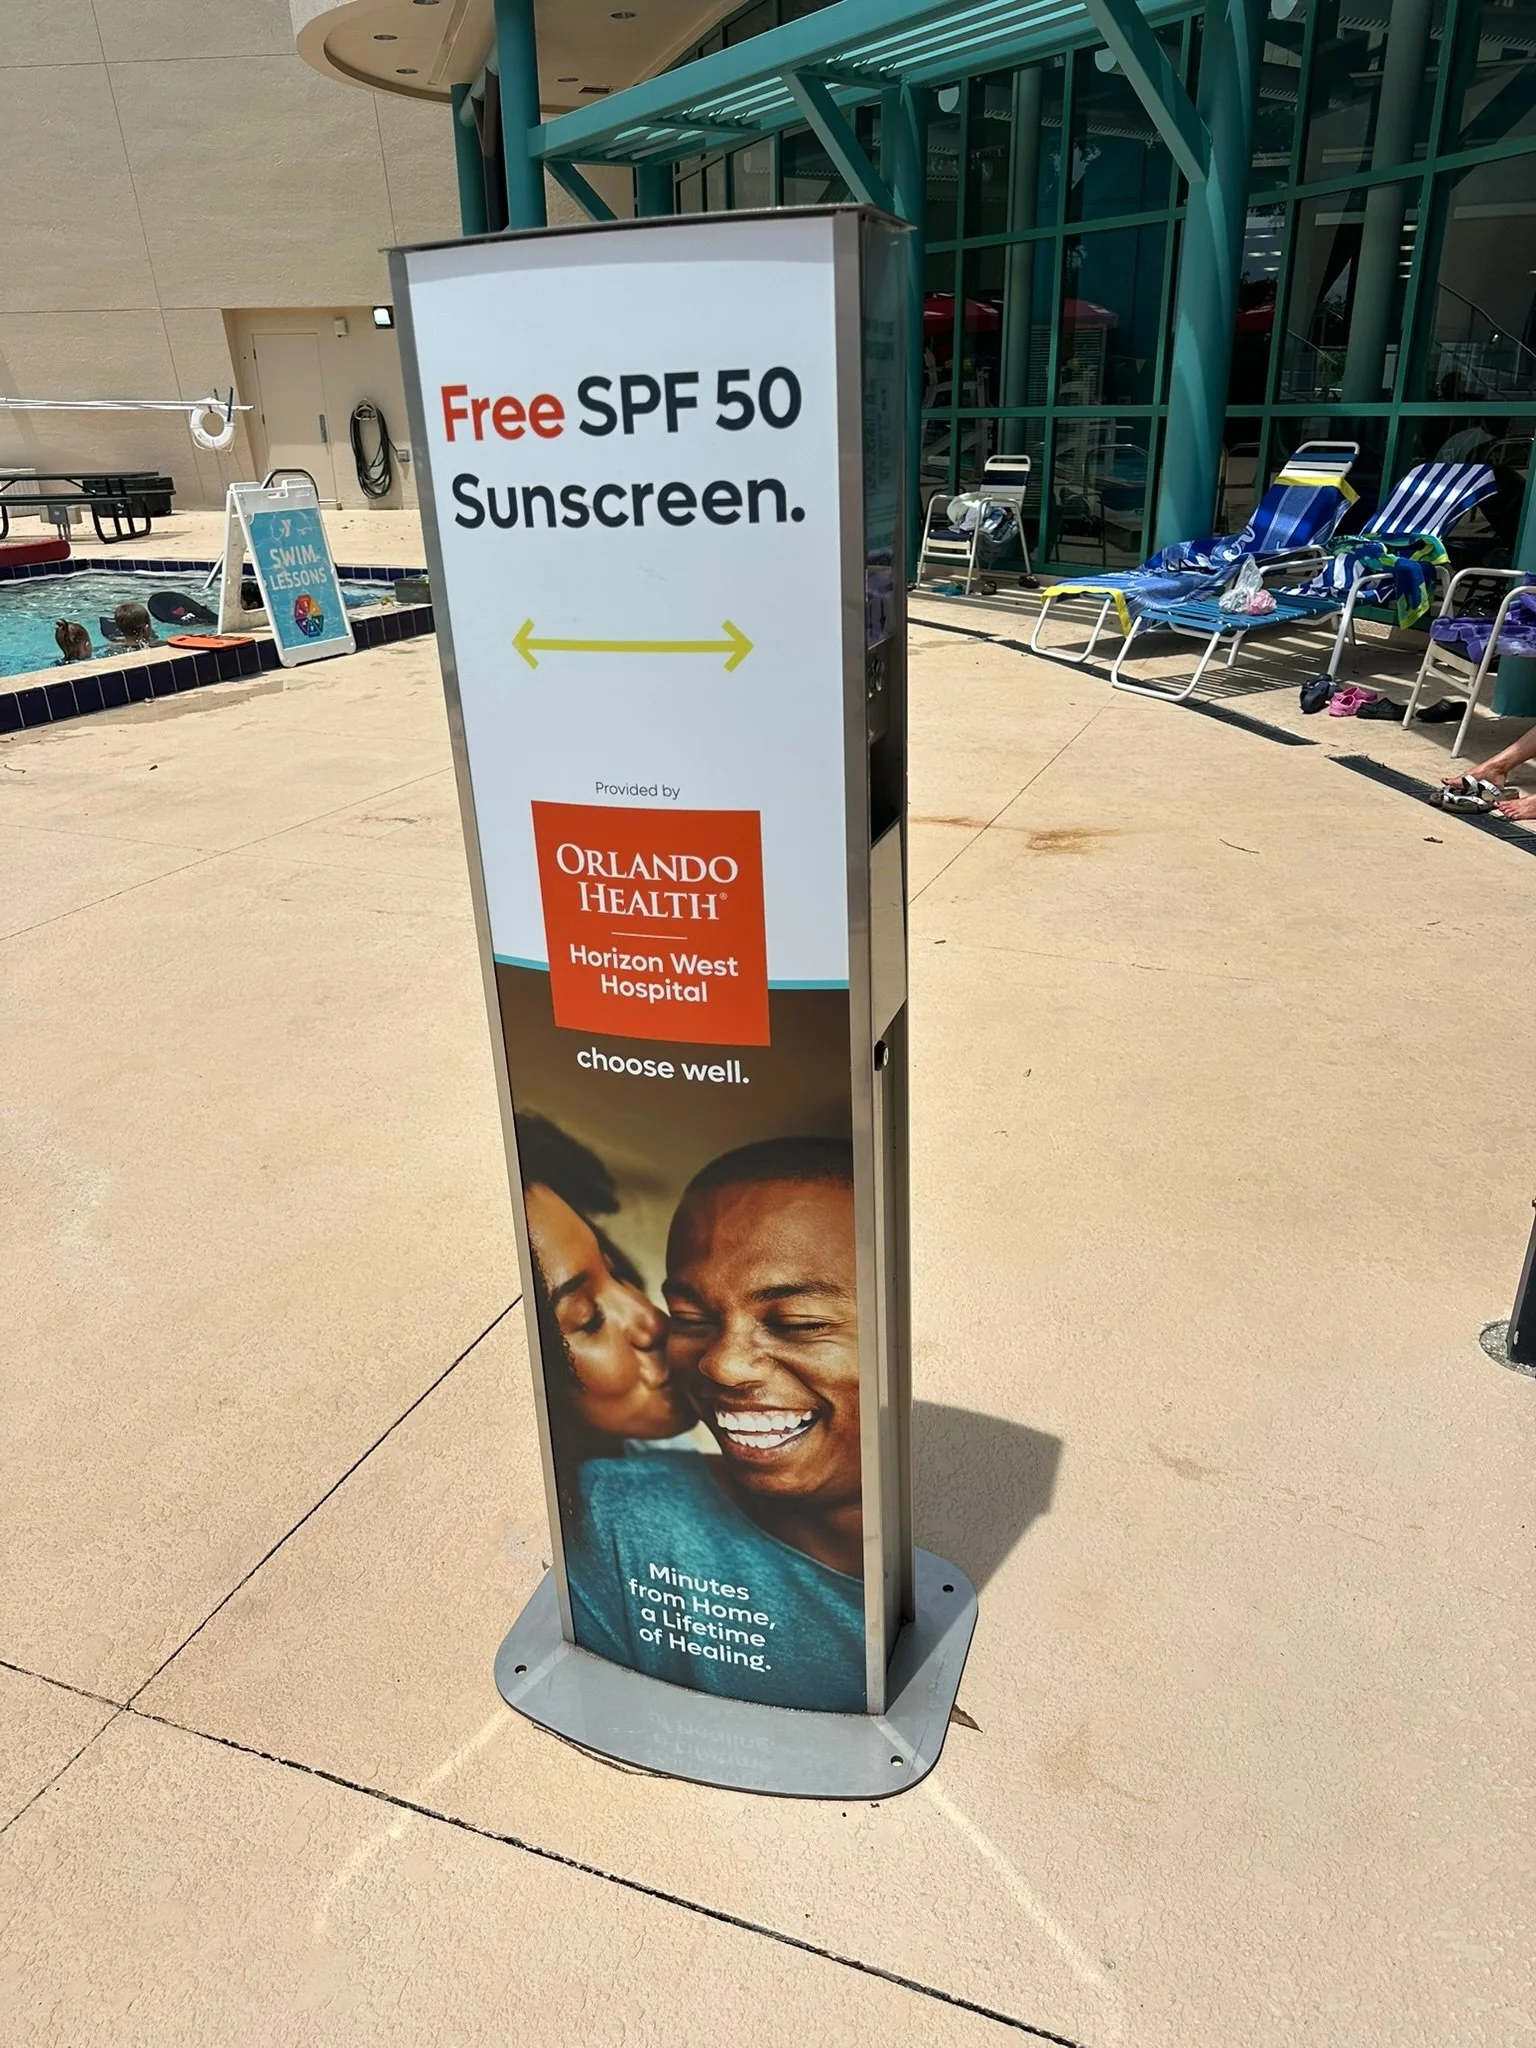 Free SPF 50
Sunscreen.
Provided by
ORLANDO
HEALTH®
Horizon West
Hospital
choose well.
Minutes
from Home,
a Lifetime
of Healing.
SWIM
LESSONS